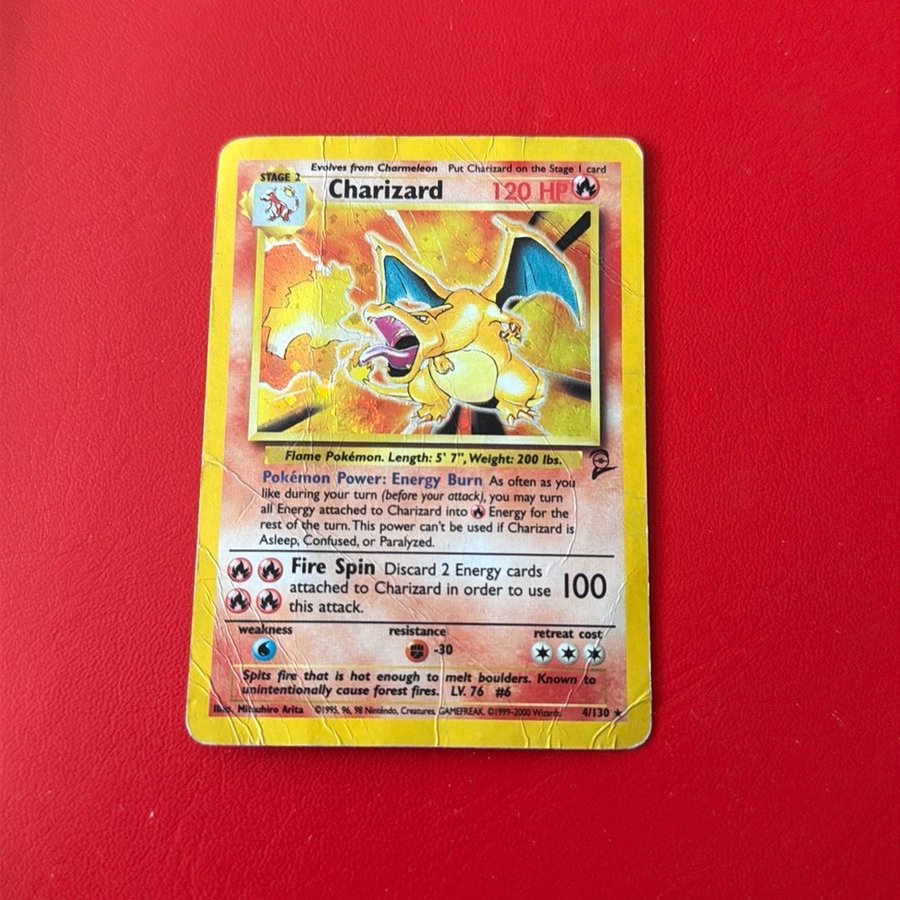 Evolves from Charmeleon Put Charizard on the Stage 1 card
STAGE 2
Charizard 120 HP
Flame Pokémon. Length: 5' 7", Weight: 200 lbs.
Pokémon Power: Energy Burn As often as you
like during your turn (before your attack), you may turn
all Energy attached to Charizard into Energy for the
rest of the turn. This power can't be used if Charizard is
Asleep, Confused, or Paralyzed.
Fire Spin Discard 2 Energy cards
attached to Charizard in order to use 100
this attack.
weakness resistance retreat cost
-30
Spits fire that is hot enough to melt boulders. Known to
unintentionally cause forest fires. LV. 76 #6
Illus. Mitsuhiro Arita ©1995, 96, 98 Nintendo, Creatures, GAMEFREAK. ©1999-2000 Wizards. 4/130 ★